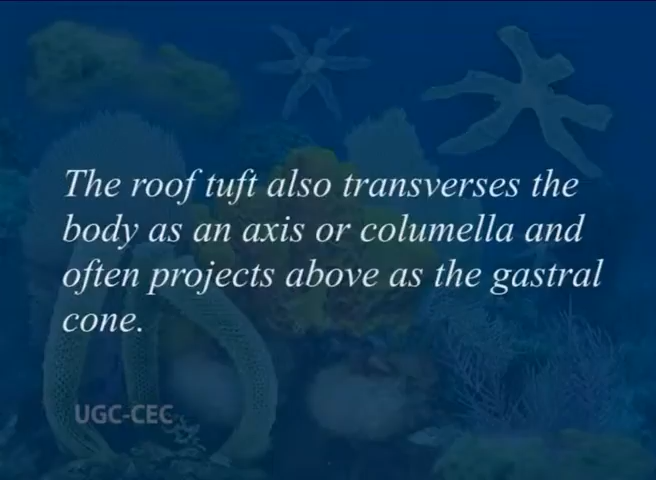 The roof tuft also transverses the
body as an axis or columella and
often projects above as the gastral
cone.
UGC-CEC